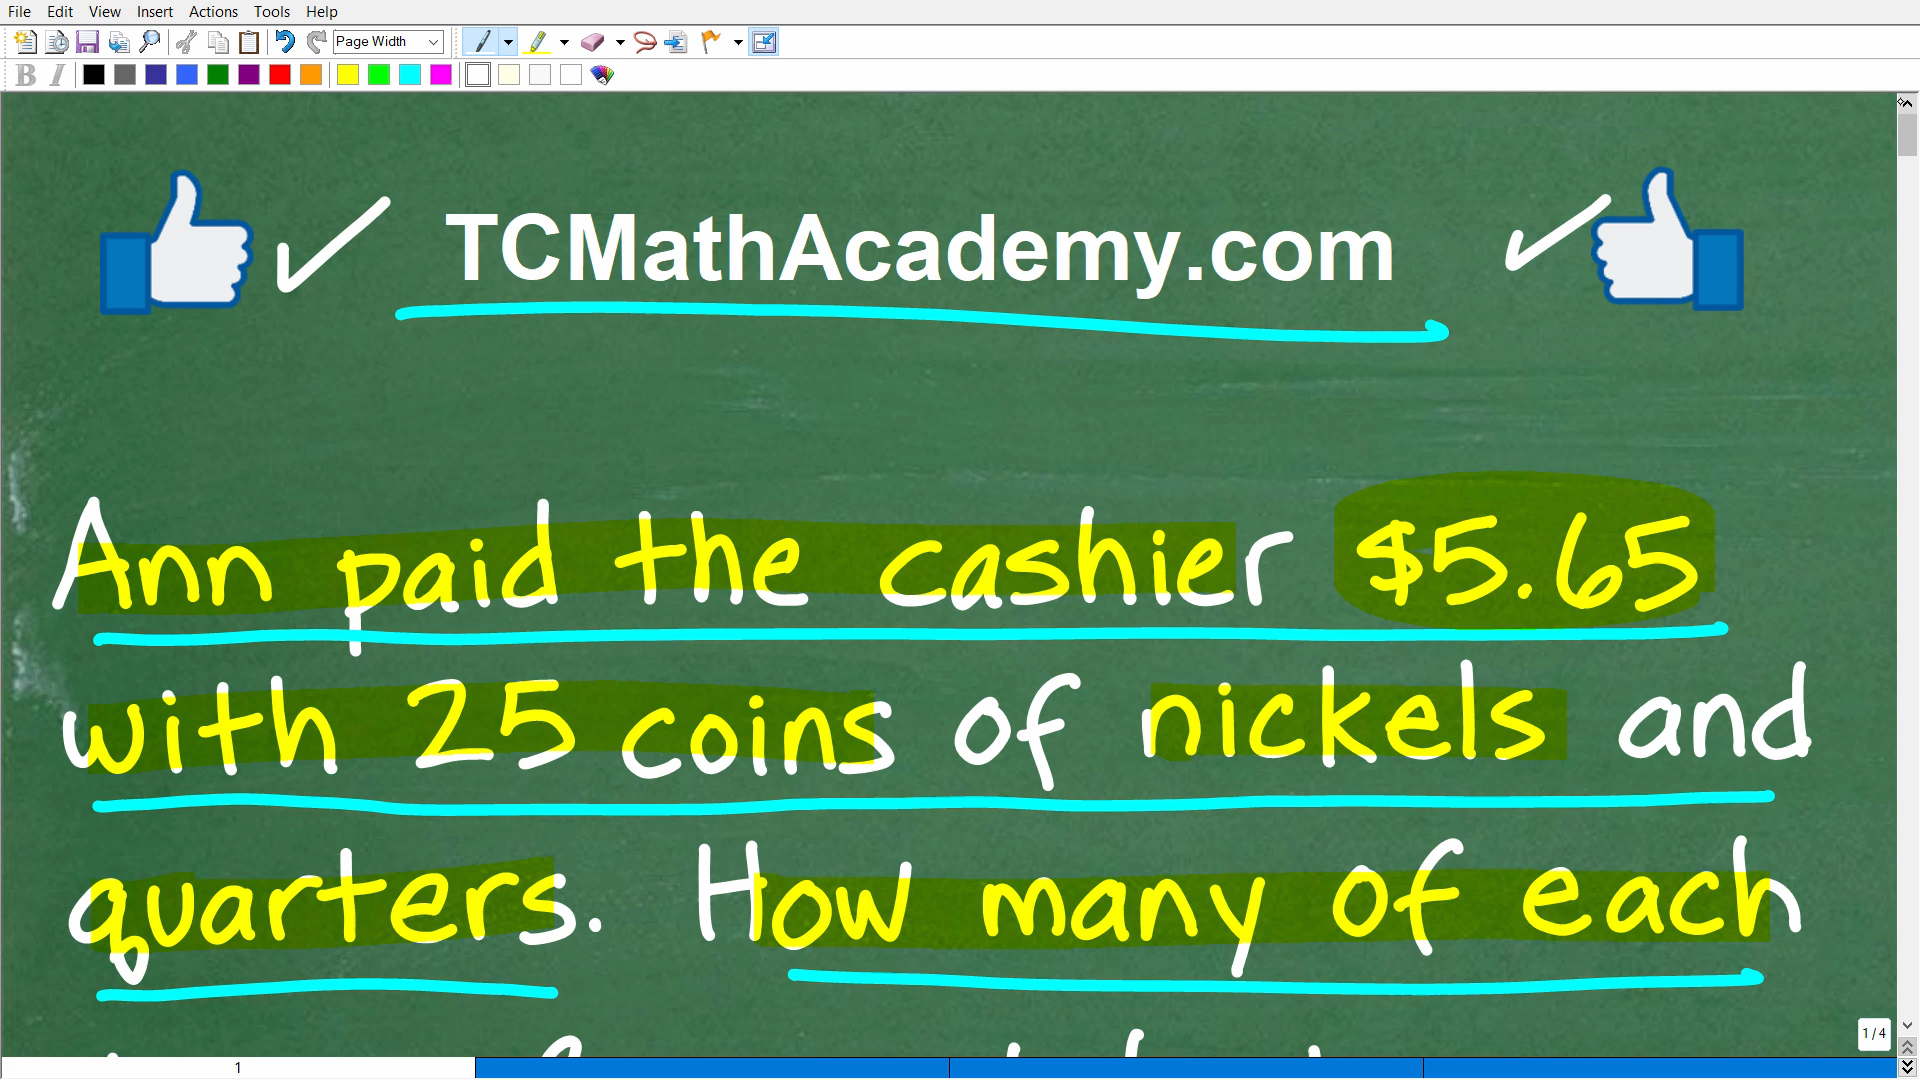 File Edit View Insert Actions Tools Help
Page Width
B I
TCMathAcademy.com
Ann paid the cashier $5.65
with 25 coins of nickels and
quarters. How many of each
1 / 4
1